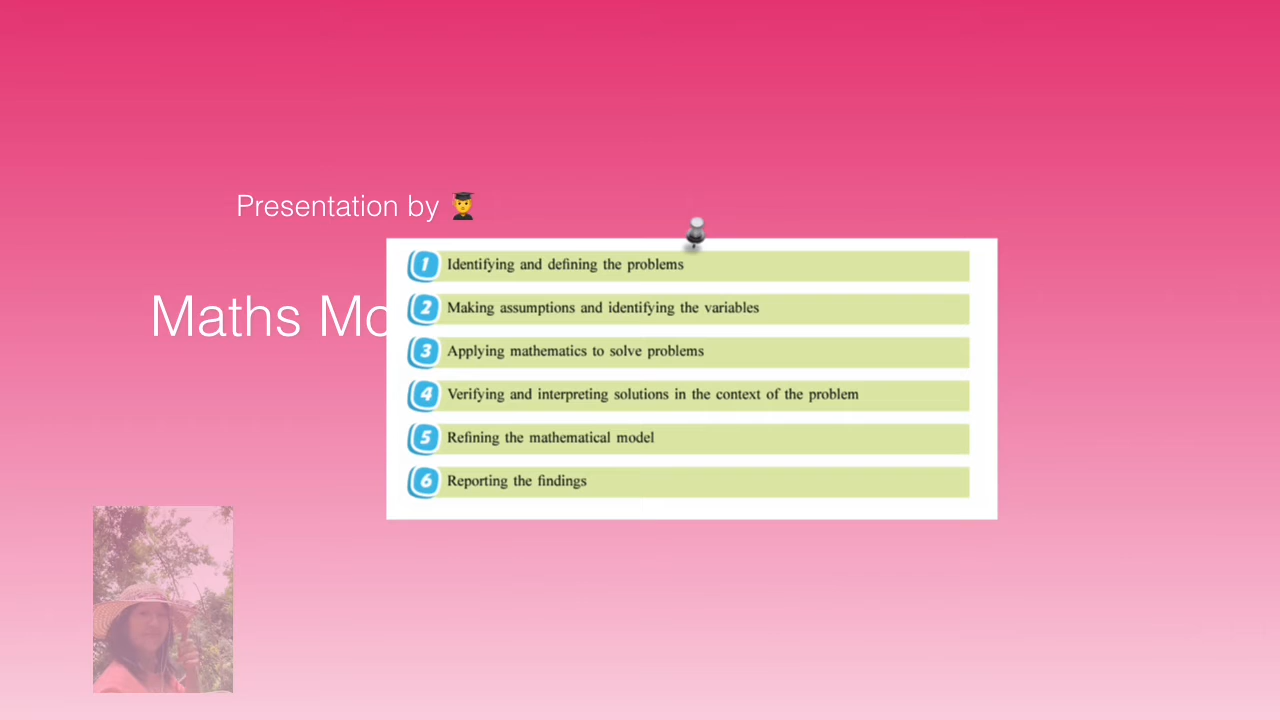 Presentation by
Maths Mo
1 Identifying and defining the problems
2 Making assumptions and identifying the variables
3 Applying mathematics to solve problems
4 Verifying and interpreting solutions in the context of the problem
5 Refining the mathematical model
6 Reporting the findings